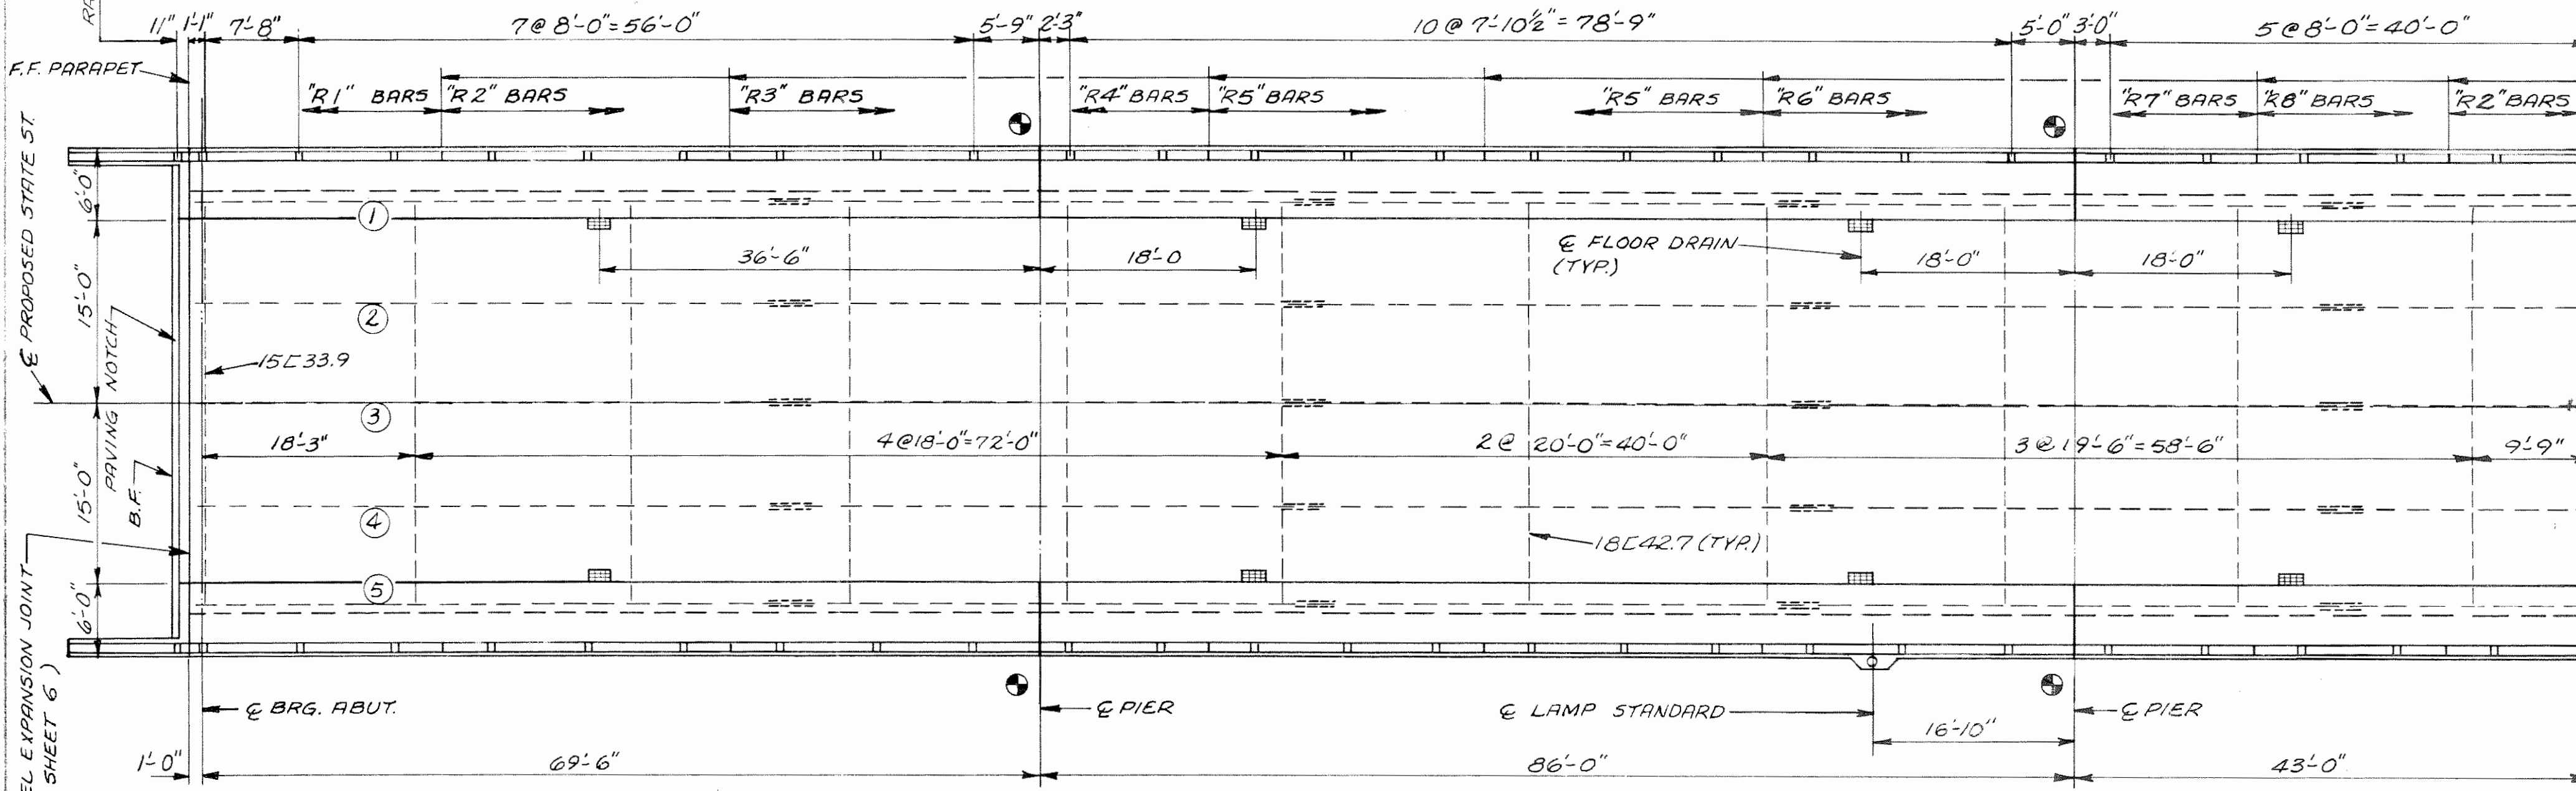 11" 1'-1" 7'-8" 7@8'-0"=56'-0" 5'-9" 2'-3" 10@7'-10½"=78'-9" 5'-0" 3'-0" 5@8'-0"=40'-0"
F.F. PARAPET
"R1" BARS "R2" BARS "R3" BARS "R4" BARS "R5" BARS "R5" BARS "R6" BARS "R7" BARS "R8" BARS "R2" BARS
℄ PROPOSED STATE ST.
6'-0"
1
36'-6" 18'-0 18'-0" 18'-0"
℄ FLOOR DRAIN
(TYP.)
15'-0"
2
PAVING NOTCH
15[33.9
3
18'-3" 4@18'-0"=72'-0" 2@ 20'-0"=40'-0" 3@19'-6"=58'-6" 9'-9"
15'-0"
B.F.
4
18[42.7 (TYP.)
5
6'-0"
EL EXPANSION JOINT
SHEET 6)
℄ BRG. ABUT.
℄ PIER
℄ LAMP STANDARD
℄ PIER
16'-10"
1'-0" 69'-6" 86'-0" 43'-0"